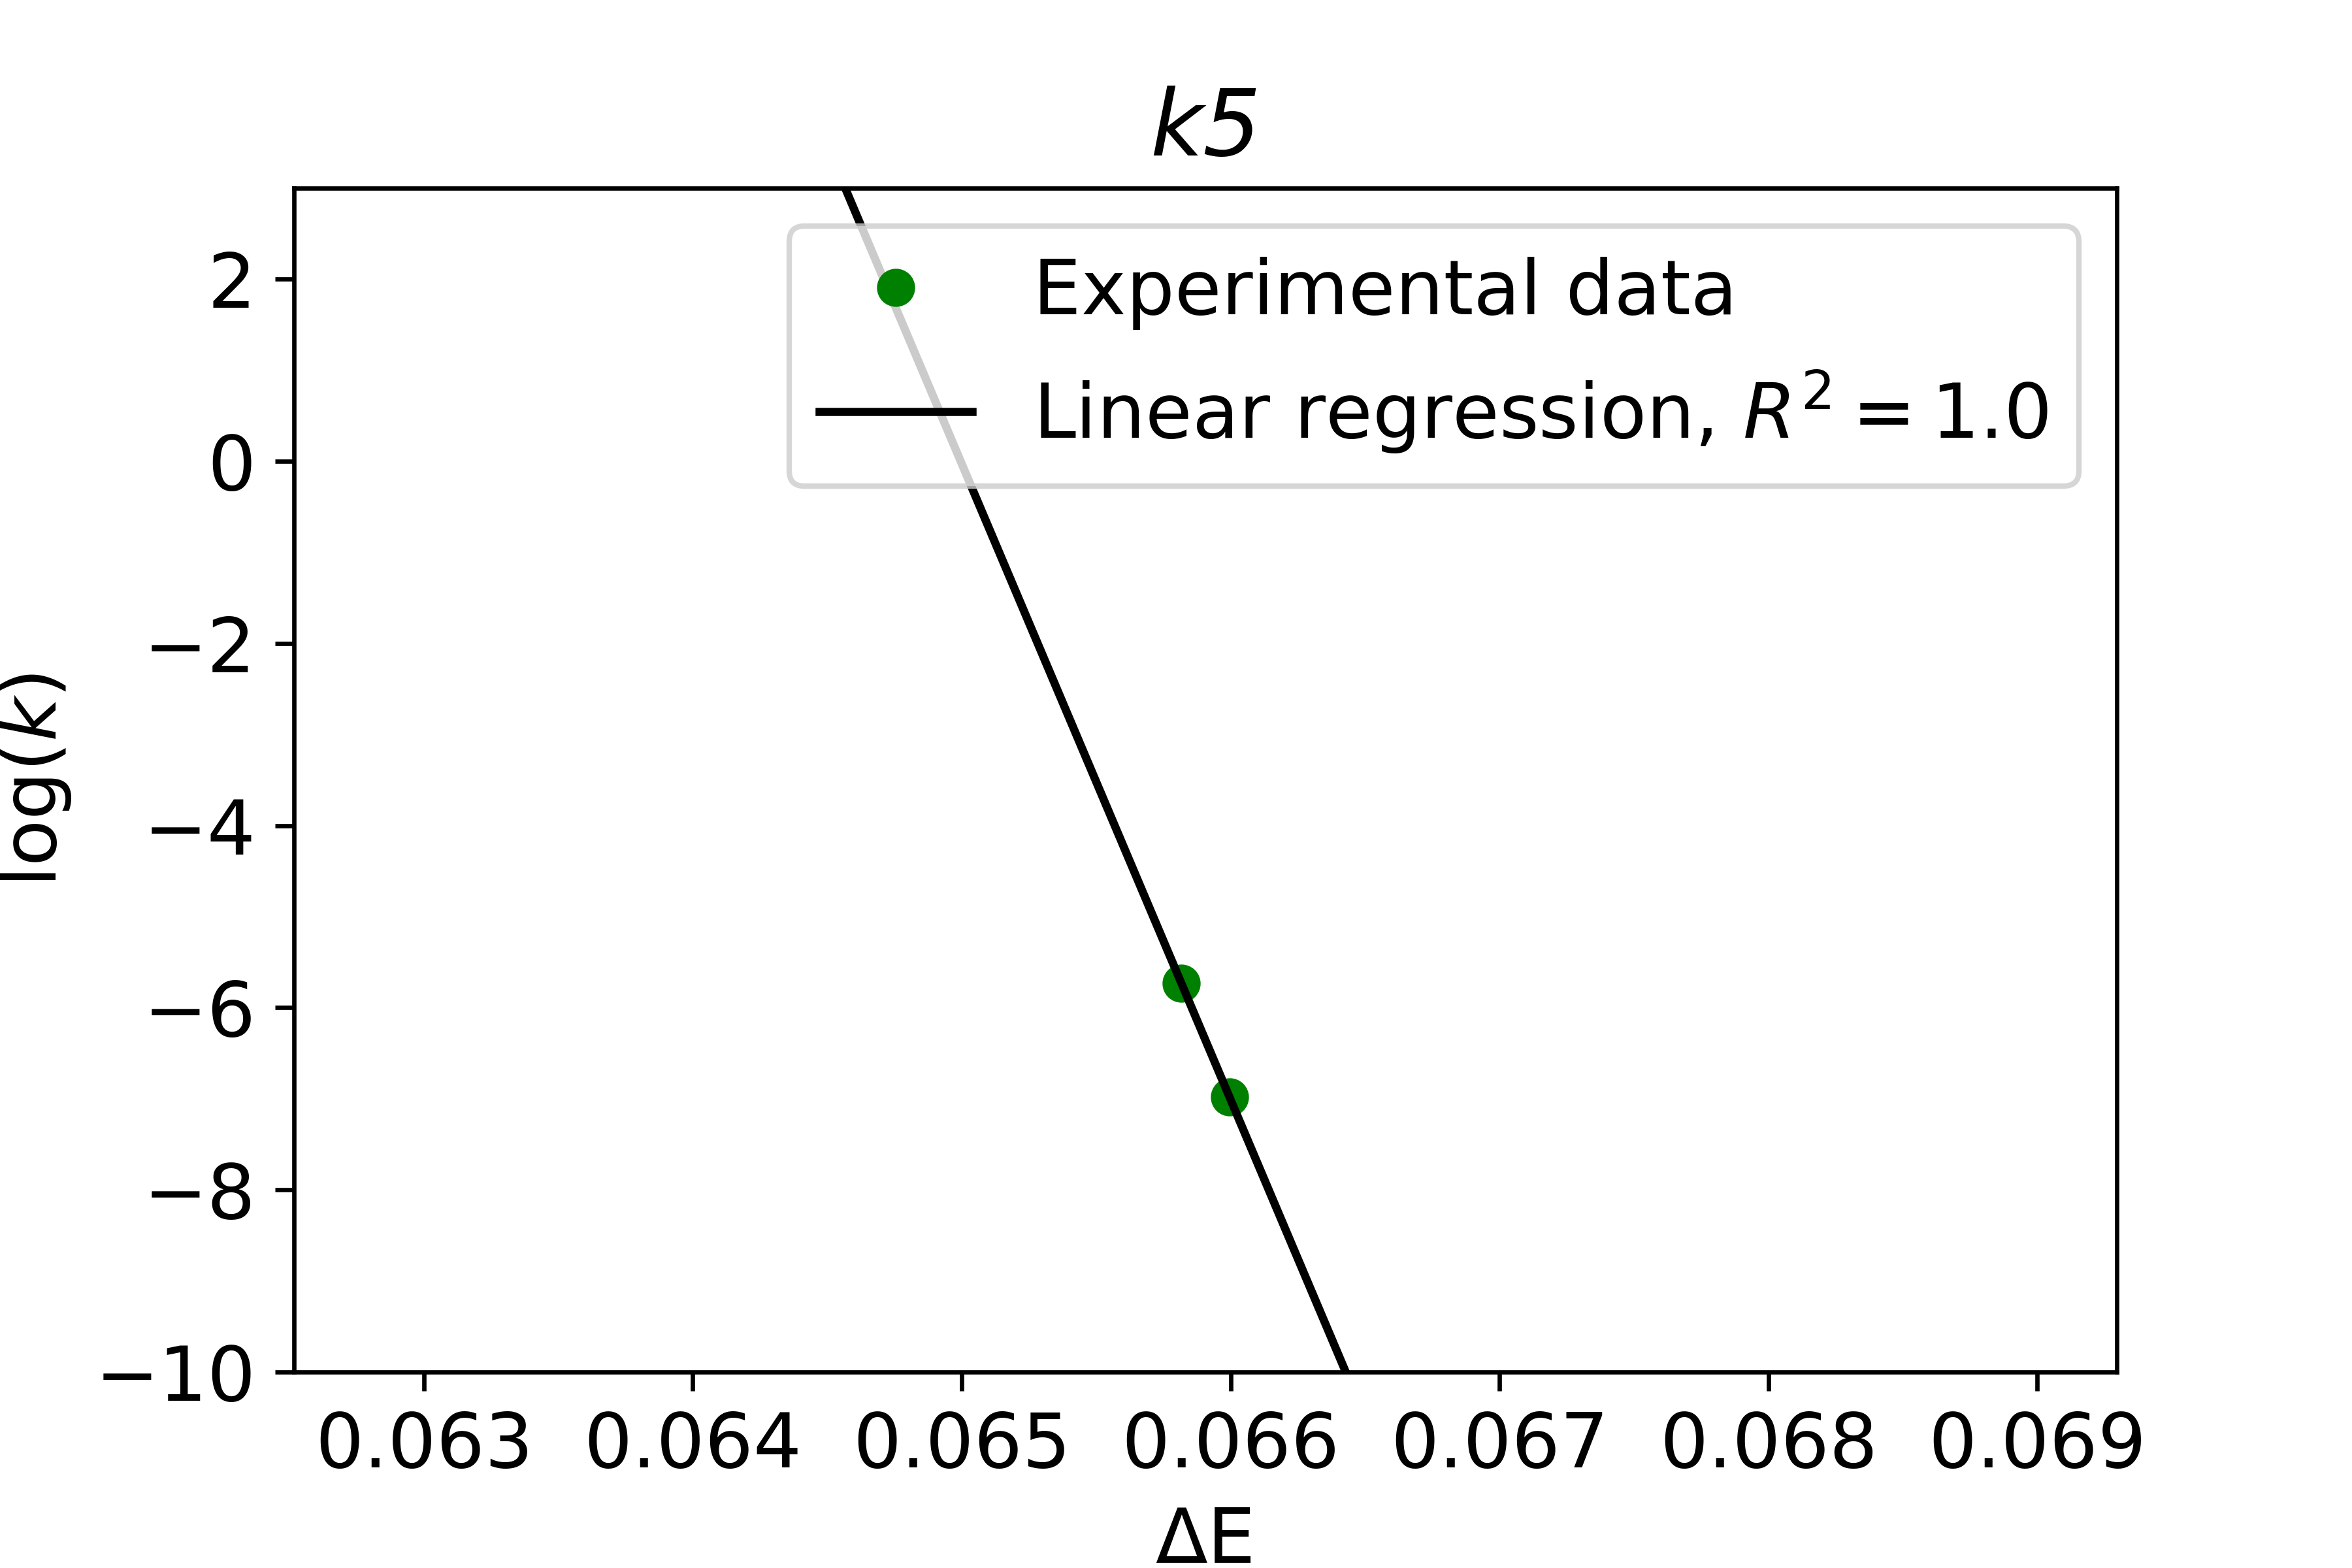 k5
Experimental data
Linear regression, R² = 1.0
2
0
−2
−4
−6
−8
−10
log(k)
0.063 0.064 0.065 0.066 0.067 0.068 0.069
ΔE